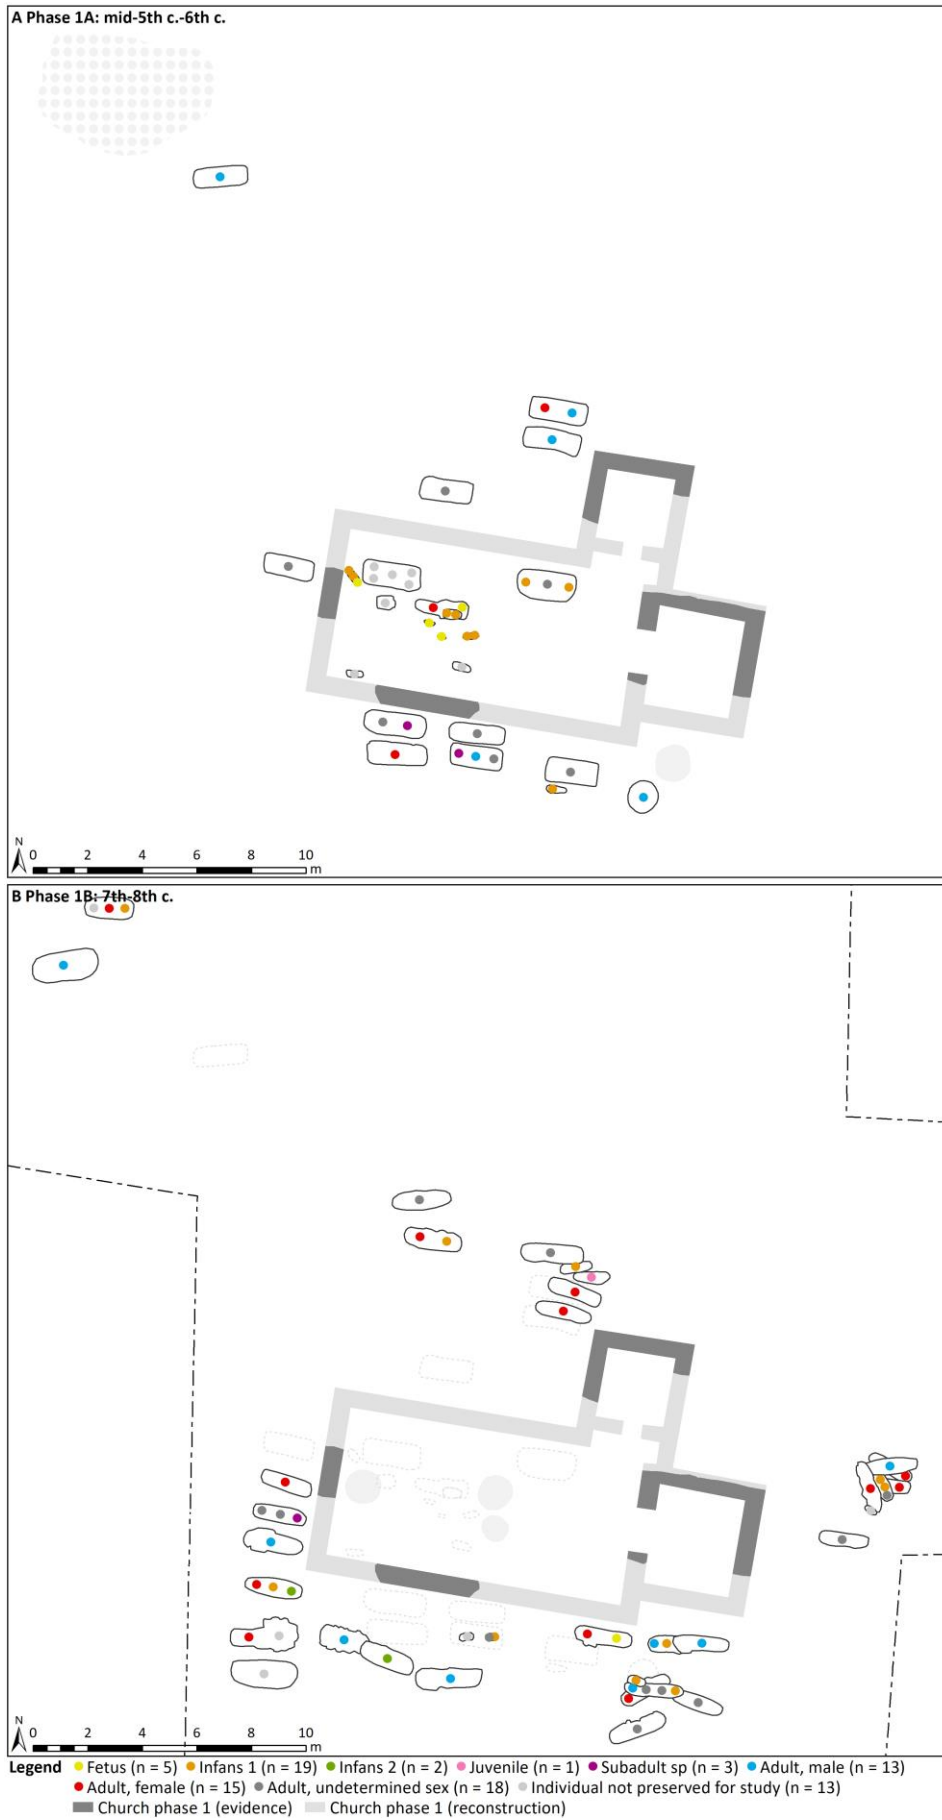 A Phase 1A: mid-5th c.-6th c.
N
0 2 4 6 8 10
m
B Phase 1B: 7th-8th c.
N
0 2 4 6 8 10
m
Legend Fetus (n = 5) Infans 1 (n = 19) Infans 2 (n = 2) Juvenile (n = 1) Subadult sp (n = 3) Adult, male (n = 13)
Adult, female (n = 15) Adult, undetermined sex (n = 18) Individual not preserved for study (n = 13)
Church phase 1 (evidence) Church phase 1 (reconstruction)